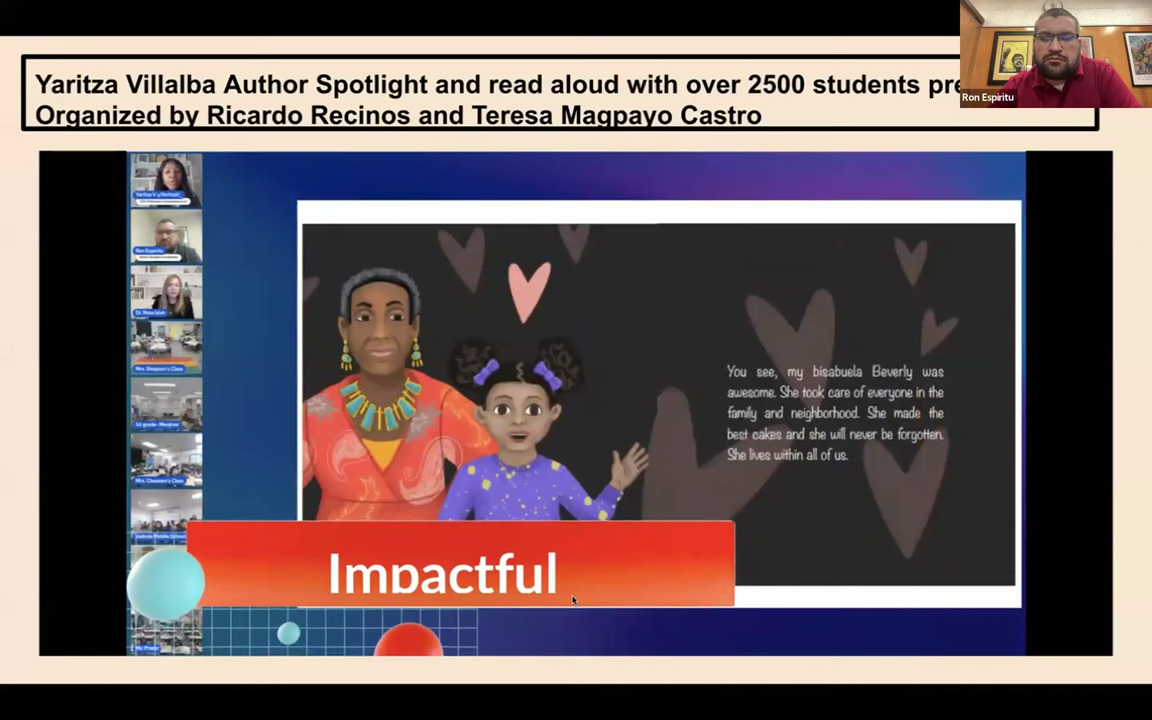 Yaritza Villalba Author Spotlight and read aloud with over 2500 students pre
Organized by Ricardo Recinos and Teresa Magpayo Castro
Ron Espiritu
Ron Espiritu
You see, my bisabuela Beverly was
awesome. She took care of everyone in the
family and neighborhood. She made the
best cakes and she will never be forgotten.
She lives within all of us.
Impactful